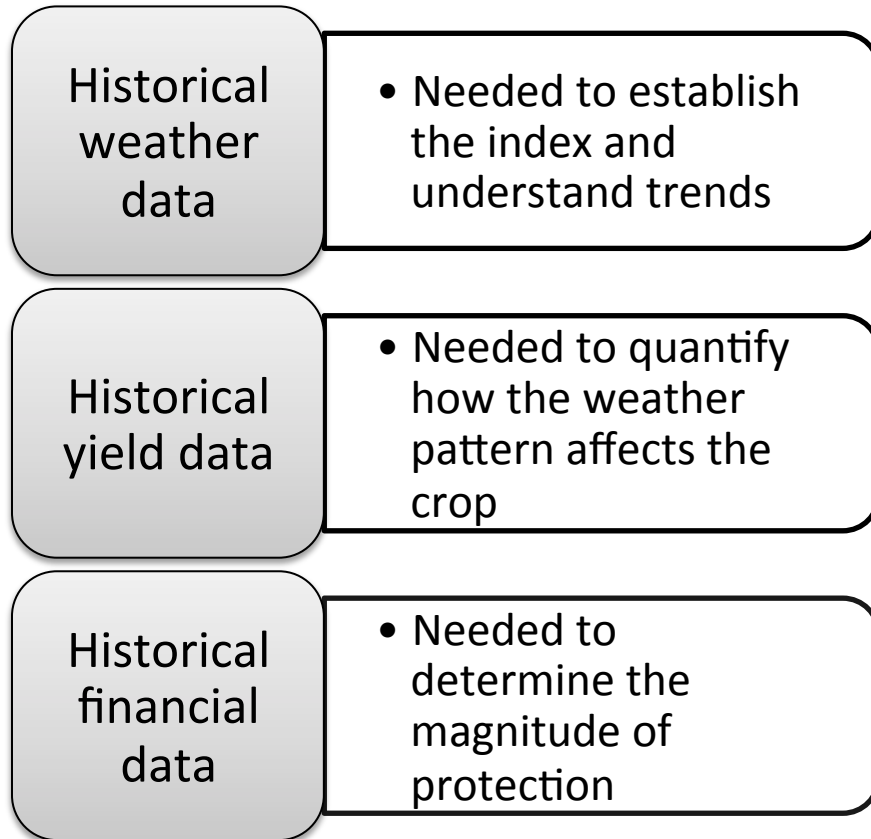 Historical
weather
data
• Needed to establish
the index and
understand trends
Historical
yield data
• Needed to quantify
how the weather
pattern affects the
crop
Historical
financial
data
• Needed to
determine the
magnitude of
protection